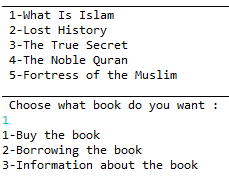 1-What Is Islam
2-Lost History
3-The True Secret
4-The Noble Quran
5-Fortress of the Muslim
Choose what book do you want :
1
1-Buy the book
2-Borrowing the book
3-Information about the book